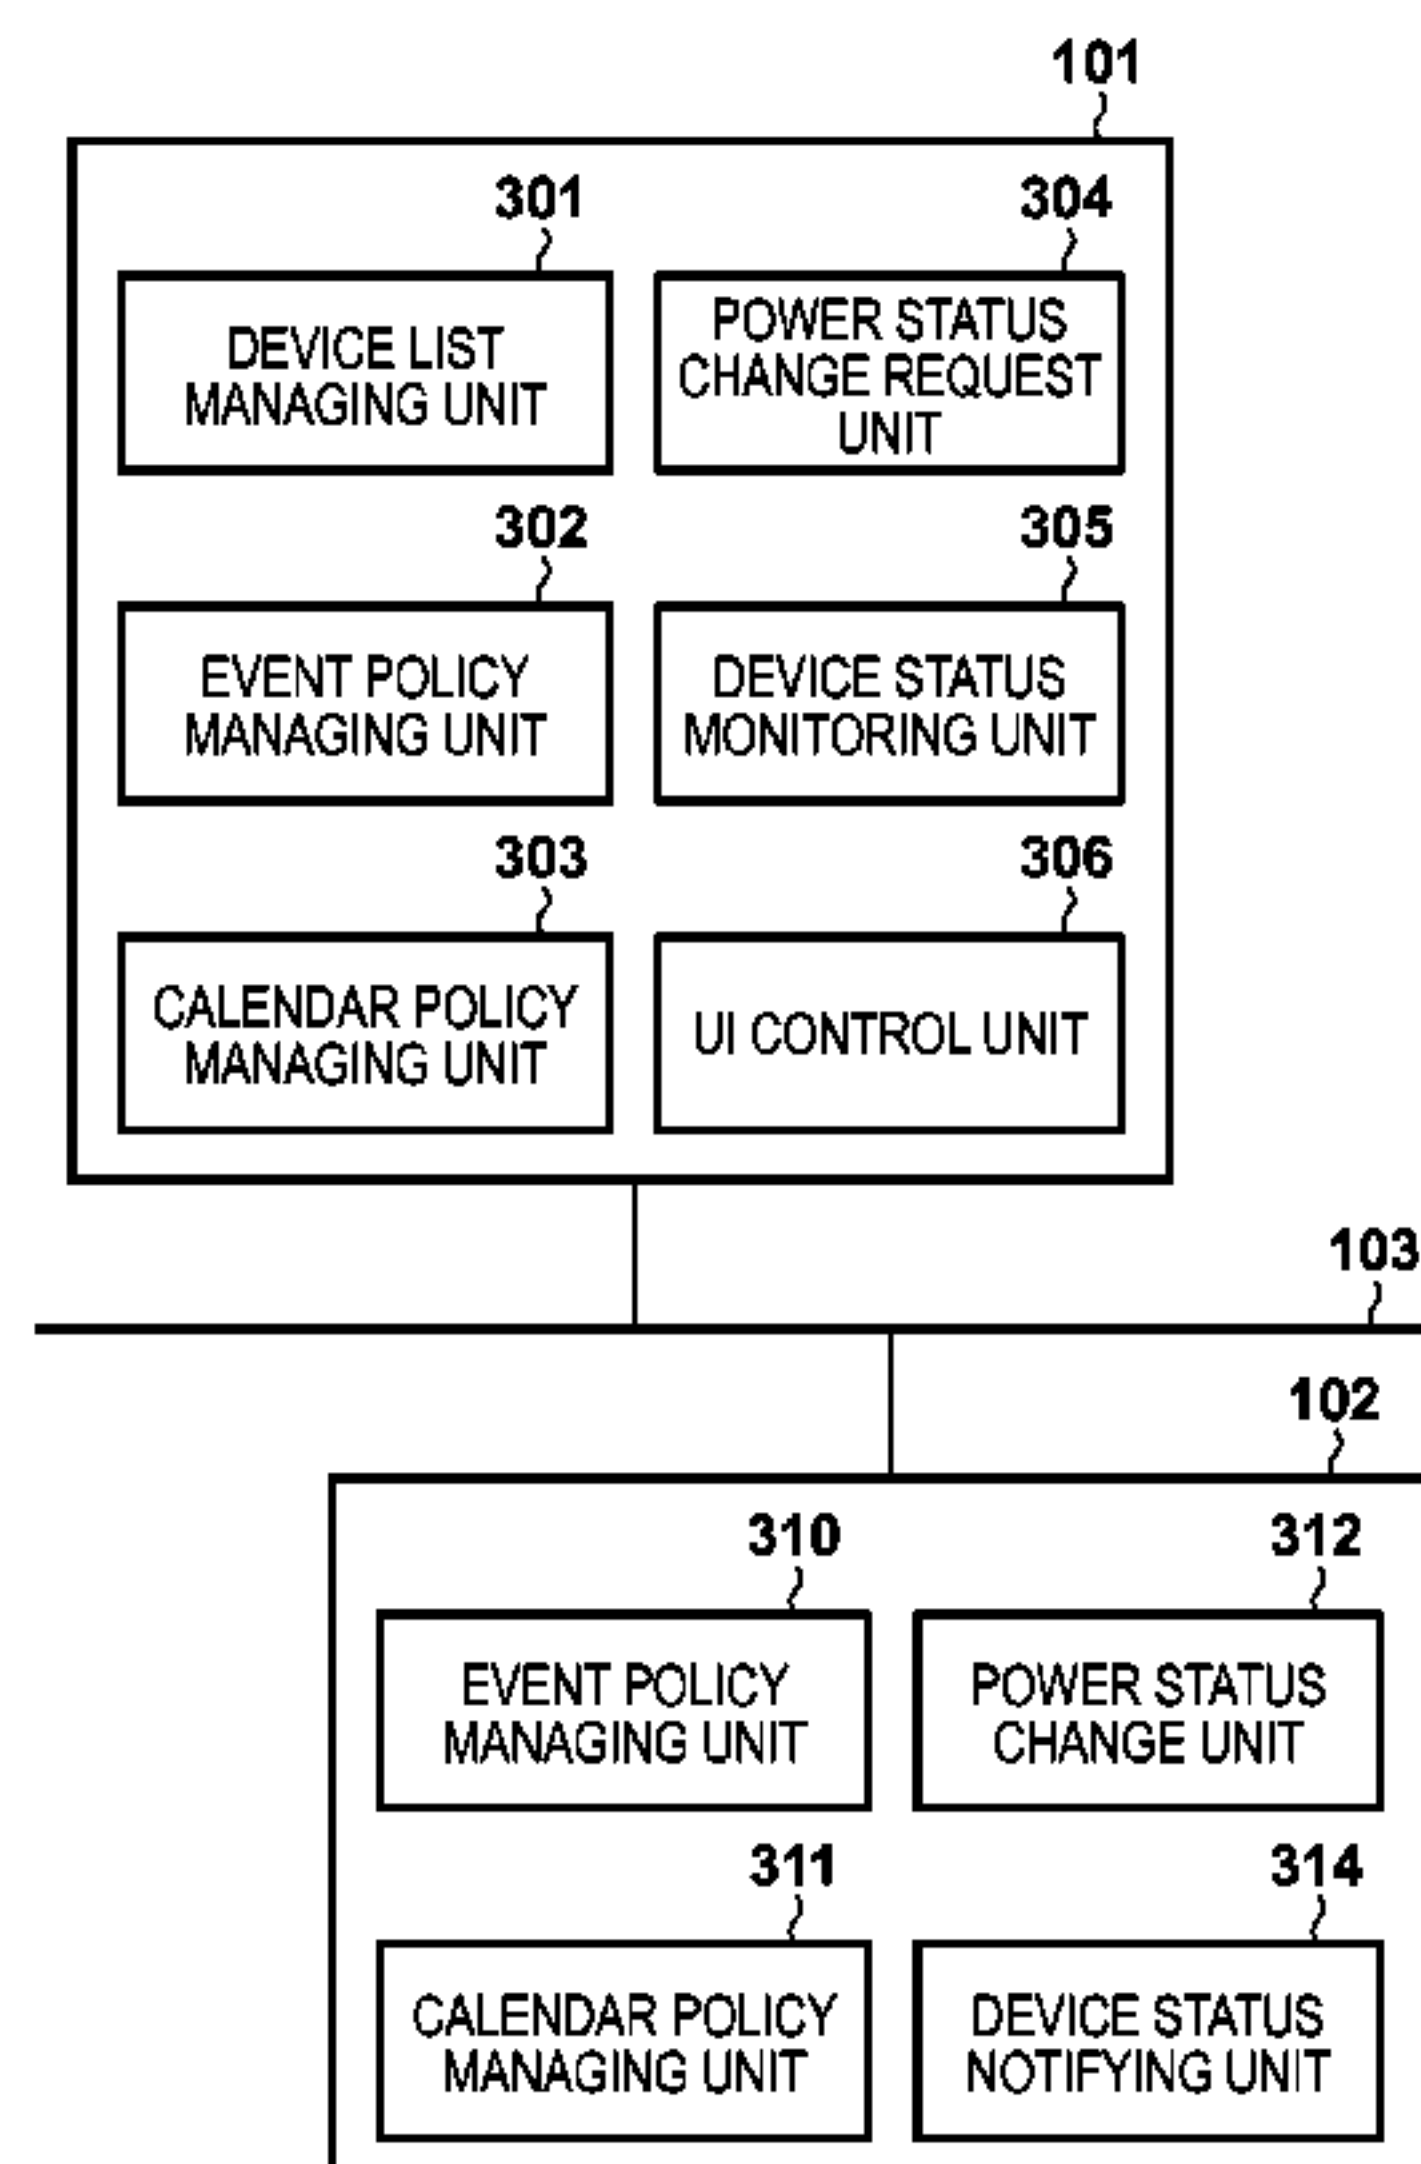 101
301
304
DEVICE LIST
MANAGING UNIT
POWER STATUS
CHANGE REQUEST
UNIT
302
305
EVENT POLICY
MANAGING UNIT
DEVICE STATUS
MONITORING UNIT
303
306
CALENDAR POLICY
MANAGING UNIT
UI CONTROL UNIT
103
102
310
312
EVENT POLICY
MANAGING UNIT
POWER STATUS
CHANGE UNIT
311
314
CALENDAR POLICY
MANAGING UNIT
DEVICE STATUS
NOTIFYING UNIT